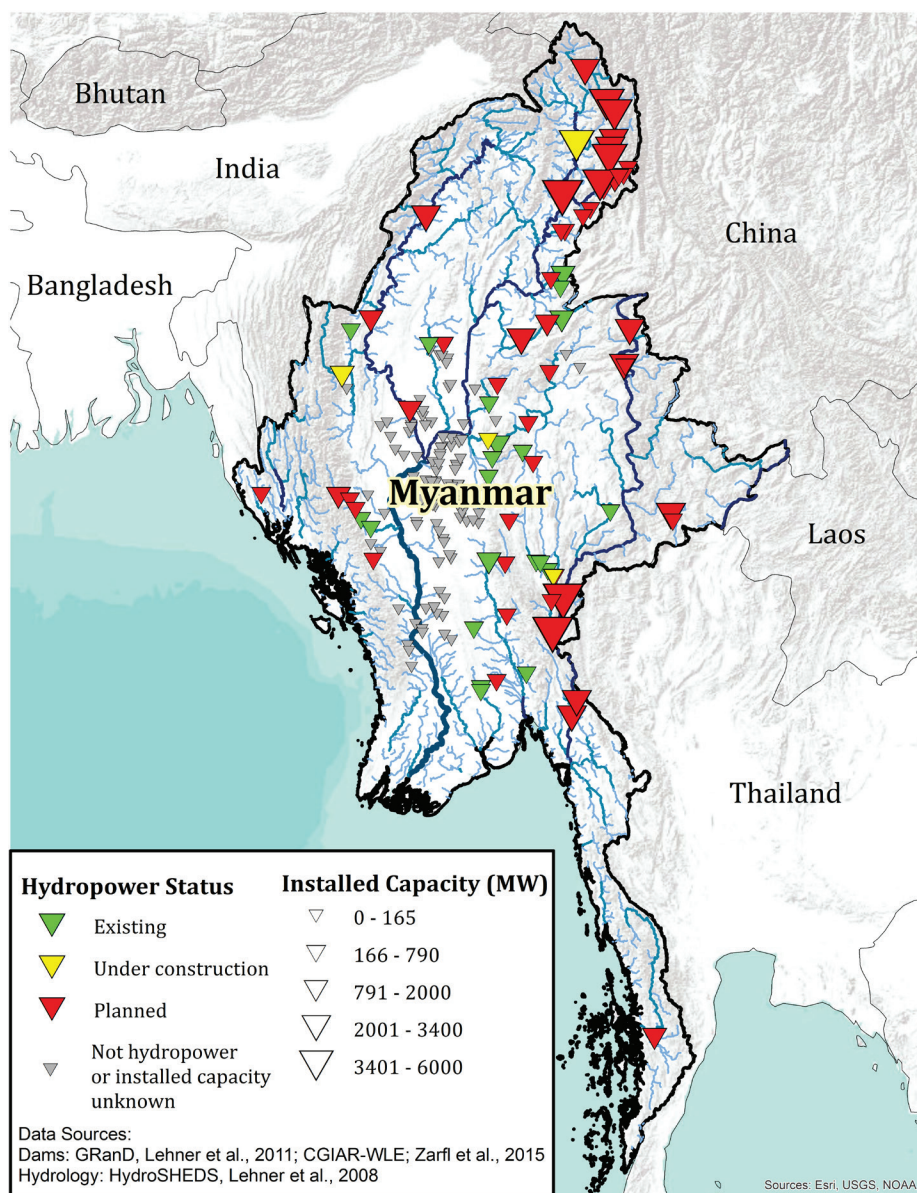 Bhutan
India
China
Bangladesh
Myanmar
Laos
Thailand
Hydropower Status
Existing
Under construction
Planned
Not hydropower
or installed capacity
unknown
Installed Capacity (MW)
0 - 165
166 - 790
791 - 2000
2001 - 3400
3401 - 6000
Data Sources:
Dams: GRanD, Lehner et al., 2011; CGIAR-WLE; Zarfl et al., 2015
Hydrology: HydroSHEDS, Lehner et al., 2008
Sources: Esri, USGS, NOAA